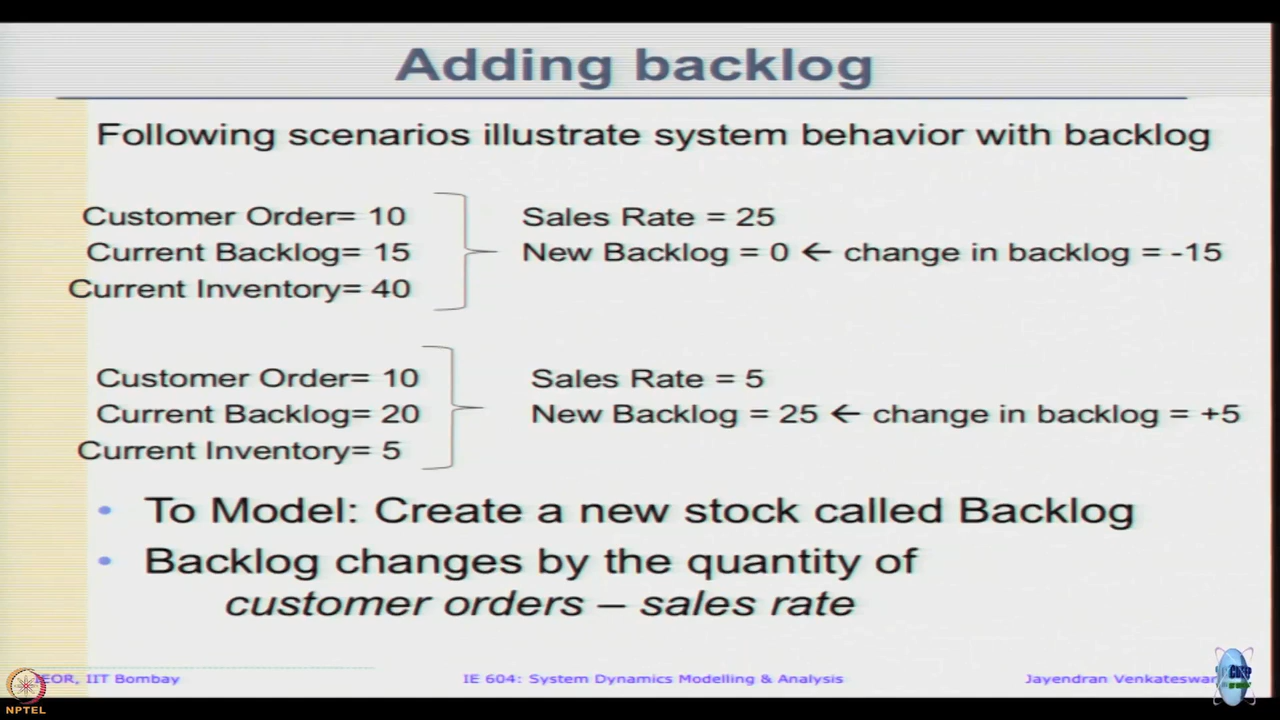 Adding backlog
Following scenarios illustrate system behavior with backlog
Customer Order= 10
Current Backlog= 15
Current Inventory= 40
Sales Rate = 25
New Backlog = 0 ← change in backlog = -15
Customer Order= 10
Current Backlog= 20
Current Inventory= 5
Sales Rate = 5
New Backlog = 25 ← change in backlog = +5
• To Model: Create a new stock called Backlog
• Backlog changes by the quantity of
customer orders – sales rate
IEOR, IIT Bombay
IE 604: System Dynamics Modelling & Analysis
Jayendran Venkateswar
NPTEL